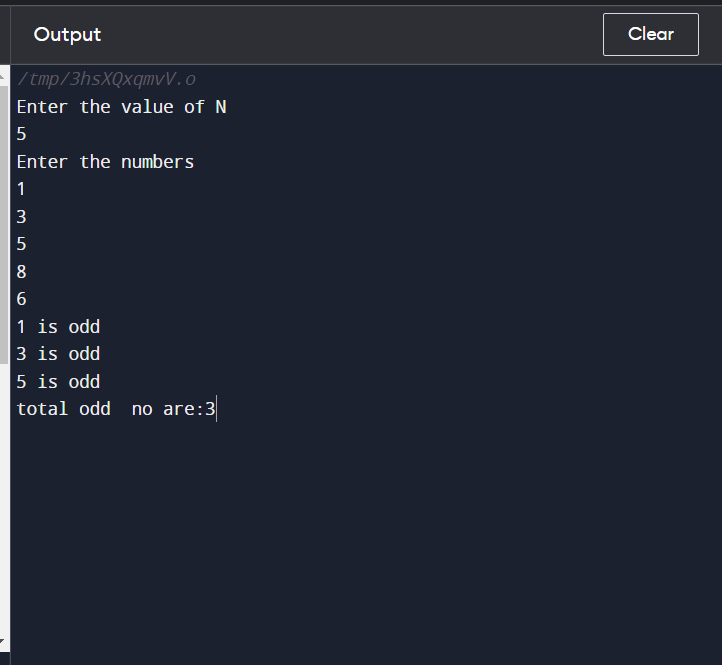 Output
Clear
/tmp/3hsXQxqmvV.o
Enter the value of N
5
Enter the numbers
1
3
5
8
6
1 is odd
3 is odd
5 is odd
total odd  no are:3